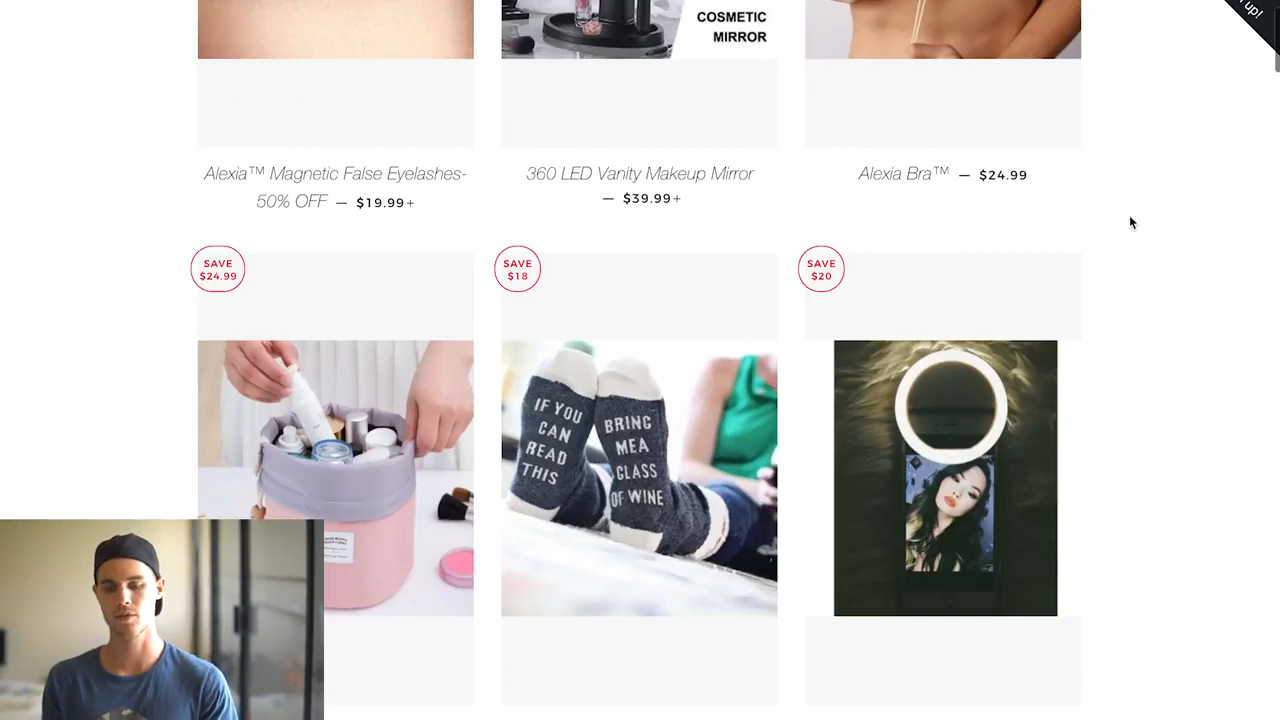 up!
COSMETIC
MIRROR
Alexia™ Magnetic False Eyelashes-
50% OFF — $19.99+
360 LED Vanity Makeup Mirror
— $39.99+
Alexia Bra™ — $24.99
SAVE
$24.99
SAVE
$18
SAVE
$20
IF YOU
CAN
READ
THIS
BRING
ME A
GLASS
OF WINE